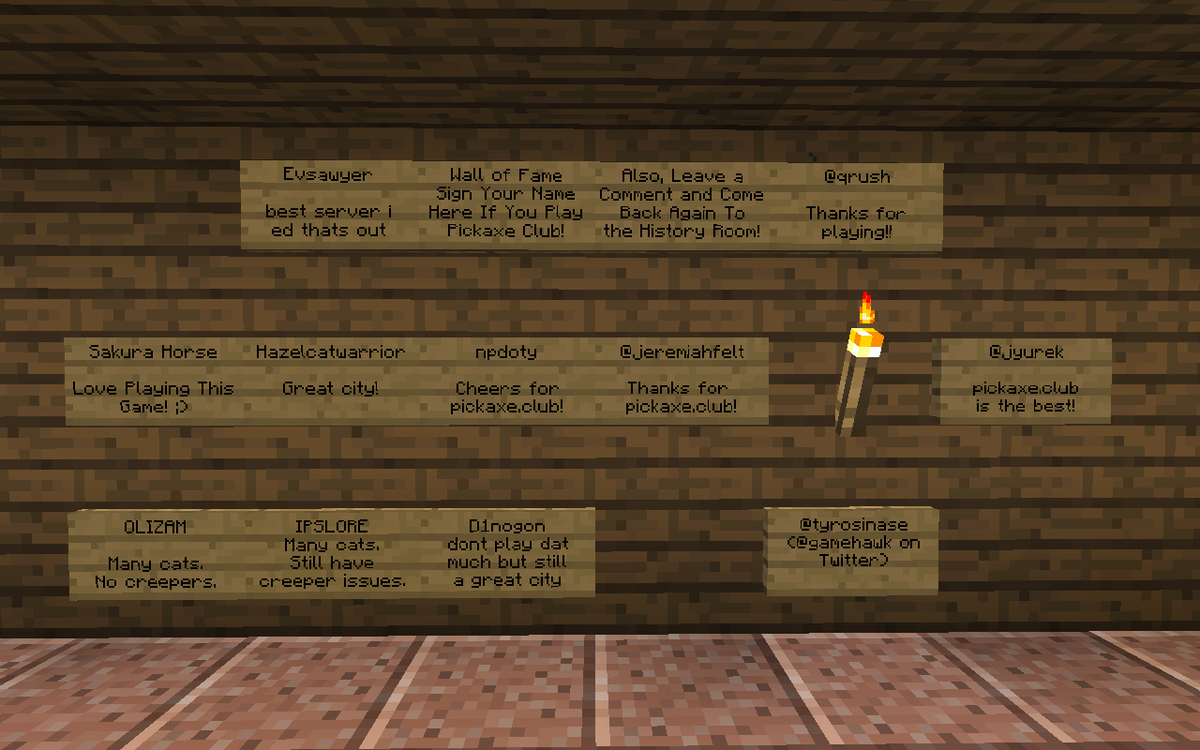 Evsawyer
best server i
ed thats out
Wall of Fame
Sign Your Name
Here If You Play
Pickaxe Club!
Also, Leave a
Comment and Come
Back Again To
the History Room!
@qrush
Thanks for
playing!!
Sakura Horse
Love Playing This
Game! ;)
Hazelcatwarrior
Great city!
npdoty
Cheers for
pickaxe.club!
@jeremiahfelt
Thanks for
pickaxe.club!
@jyurek
pickaxe.club
is the best!
OLIZAM
Many cats.
No creepers.
IPSLORE
Many cats.
Still have
creeper issues.
D1nogon
dont play dat
much but still
a great city
@tyrosinase
(@gamehawk on
Twitter)